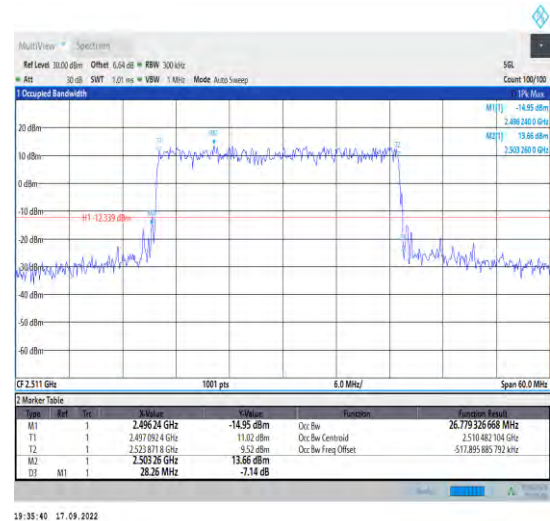 MultiView Spectrum
Ref Level 30.00 dBm Offset 6.64 dB RBW 300 kHz SGL
Att 30 dB SWT 1.01 ms VBW 1 MHz Mode Auto Sweep Count 100/100
1 Occupied Bandwidth 1Pk Max
M1[1] -14.95 dBm
2.496 240 0 GHz
M2[1] 13.66 dBm
2.503 260 0 GHz
20 dBm
10 dBm
0 dBm
-10 dBm
H1 -12.339 dBm
-20 dBm
-30 dBm
-40 dBm
-50 dBm
-60 dBm
CF 2.511 GHz 1001 pts 6.0 MHz/ Span 60.0 MHz
2 Marker Table
Type Ref Trc X-Value Y-Value Function Function Result
M1 1 2.496 24 GHz -14.95 dBm Occ Bw 26.779 326 668 MHz
T1 1 2.497 092 4 GHz 11.02 dBm Occ Bw Centroid 2.510 482 104 GHz
T2 1 2.523 871 8 GHz 9.52 dBm Occ Bw Freq Offset -517.895 885 792 kHz
M2 1 2.503 26 GHz 13.66 dBm
D3 M1 1 28.26 MHz -7.14 dB
19:35:40 17.09.2022